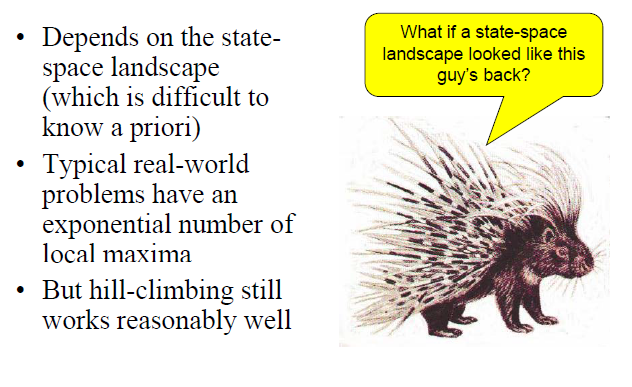 • Depends on the state-
space landscape
(which is difficult to
know a priori)
• Typical real-world
problems have an
exponential number of
local maxima
• But hill-climbing still
works reasonably well
What if a state-space
landscape looked like this
guy's back?